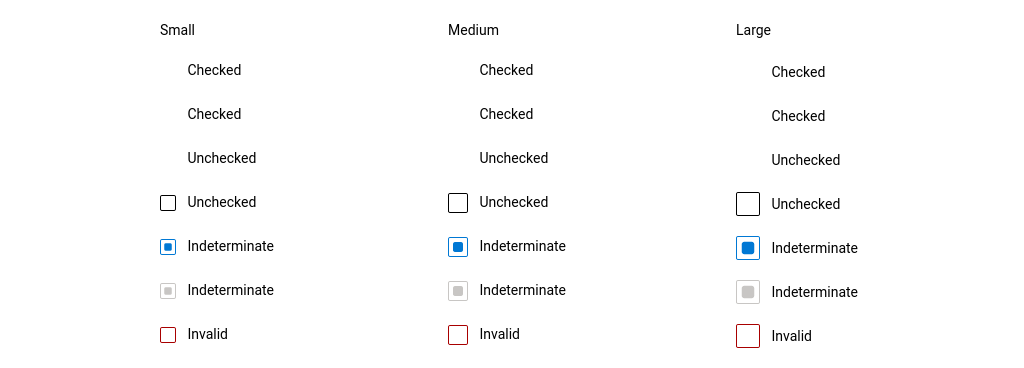 Small Medium Large
Checked Checked Checked
Checked Checked Checked
Unchecked Unchecked Unchecked
Unchecked Unchecked Unchecked
Indeterminate Indeterminate Indeterminate
Indeterminate Indeterminate Indeterminate
Invalid Invalid Invalid